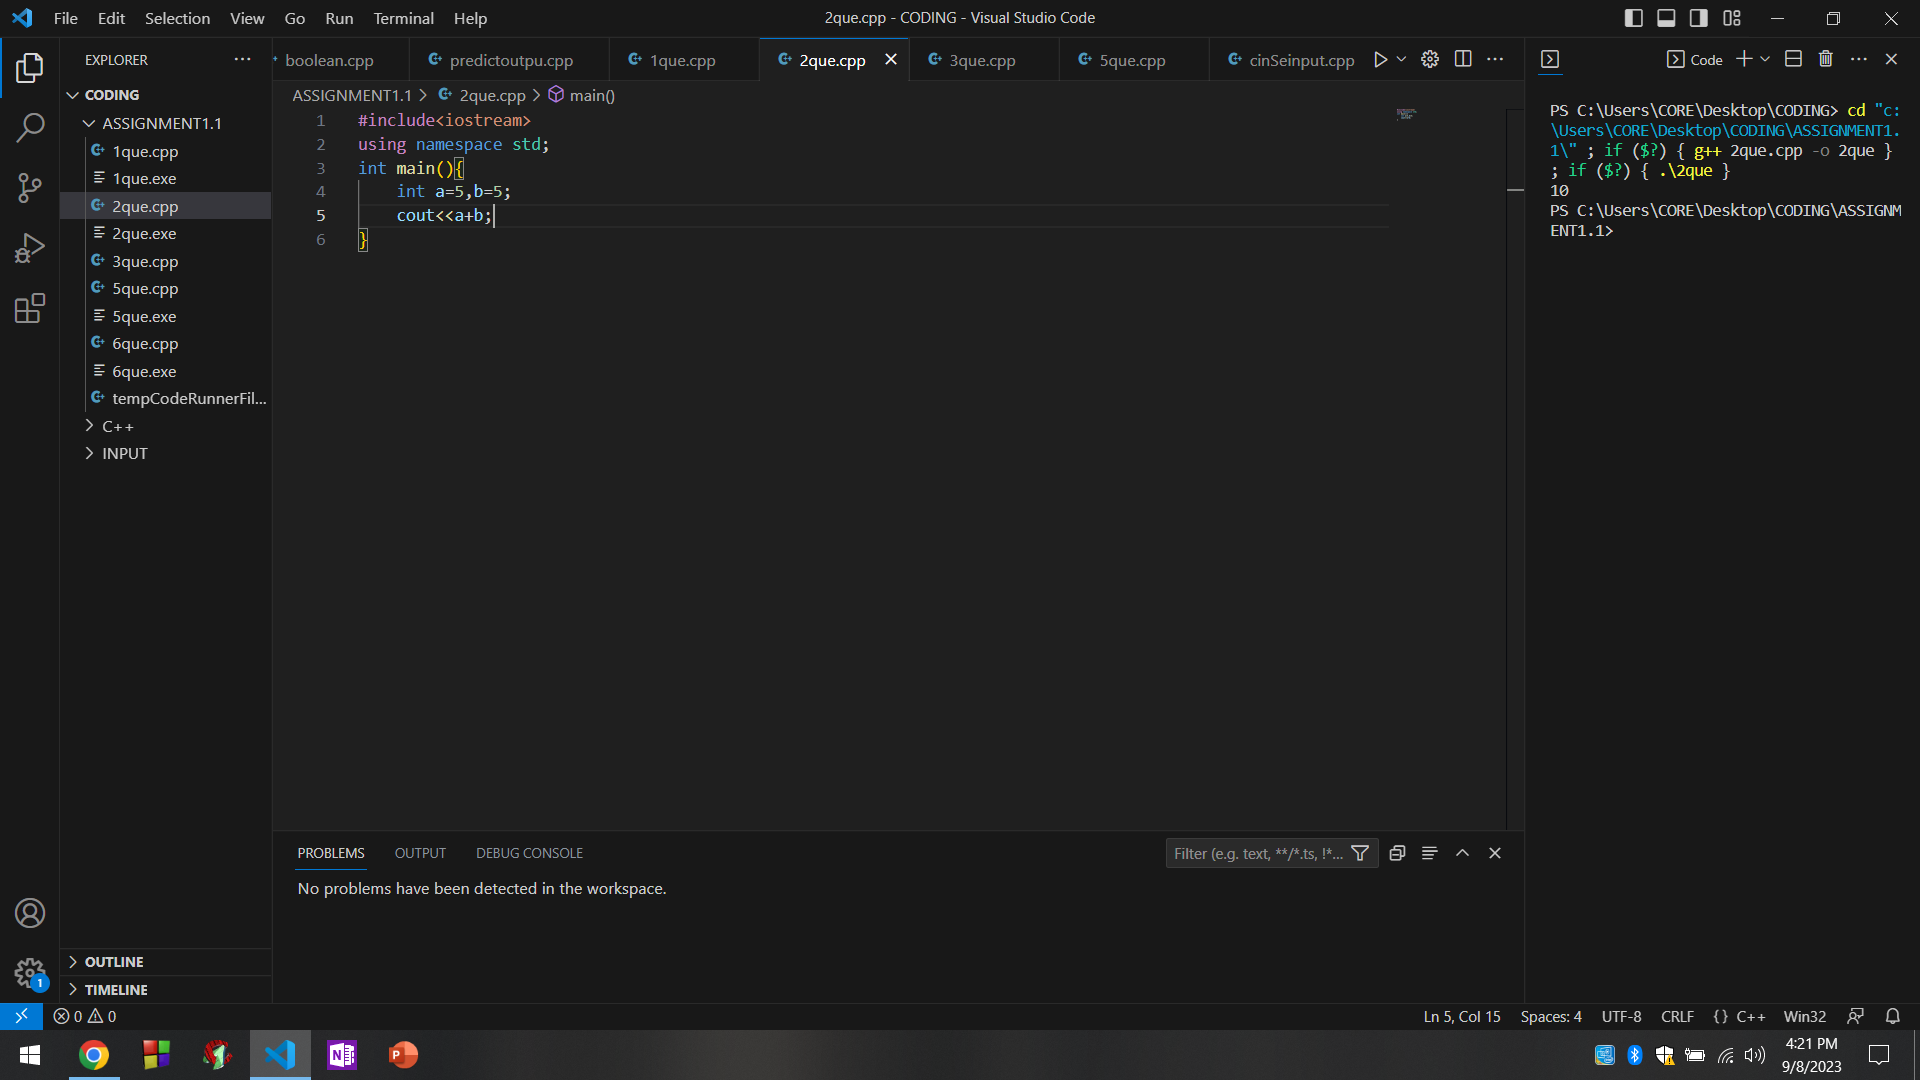 File Edit Selection View Go Run Terminal Help
2que.cpp - CODING - Visual Studio Code
EXPLORER
CODING
ASSIGNMENT1.1
1que.cpp
1que.exe
2que.cpp
2que.exe
3que.cpp
5que.cpp
5que.exe
6que.cpp
6que.exe
tempCodeRunnerFil...
C++
INPUT
OUTLINE
TIMELINE
boolean.cpp predictoutpu.cpp 1que.cpp 2que.cpp 3que.cpp 5que.cpp cinSeinput.cpp
ASSIGNMENT1.1 > 2que.cpp > main()
1 #include<iostream>
2 using namespace std;
3 int main(){
4 int a=5,b=5;
5 cout<<a+b;
6 }
PROBLEMS OUTPUT DEBUG CONSOLE
Filter (e.g. text, **/*.ts, !*...
No problems have been detected in the workspace.
Code
PS C:\Users\CORE\Desktop\CODING> cd "c:
\Users\CORE\Desktop\CODING\ASSIGNMENT1.
1\" ; if ($?) { g++ 2que.cpp -o 2que }
; if ($?) { .\2que }
10
PS C:\Users\CORE\Desktop\CODING\ASSIGNM
ENT1.1>
1
0 0
Ln 5, Col 15 Spaces: 4 UTF-8 CRLF {} C++ Win32
N
P
4:21 PM
9/8/2023